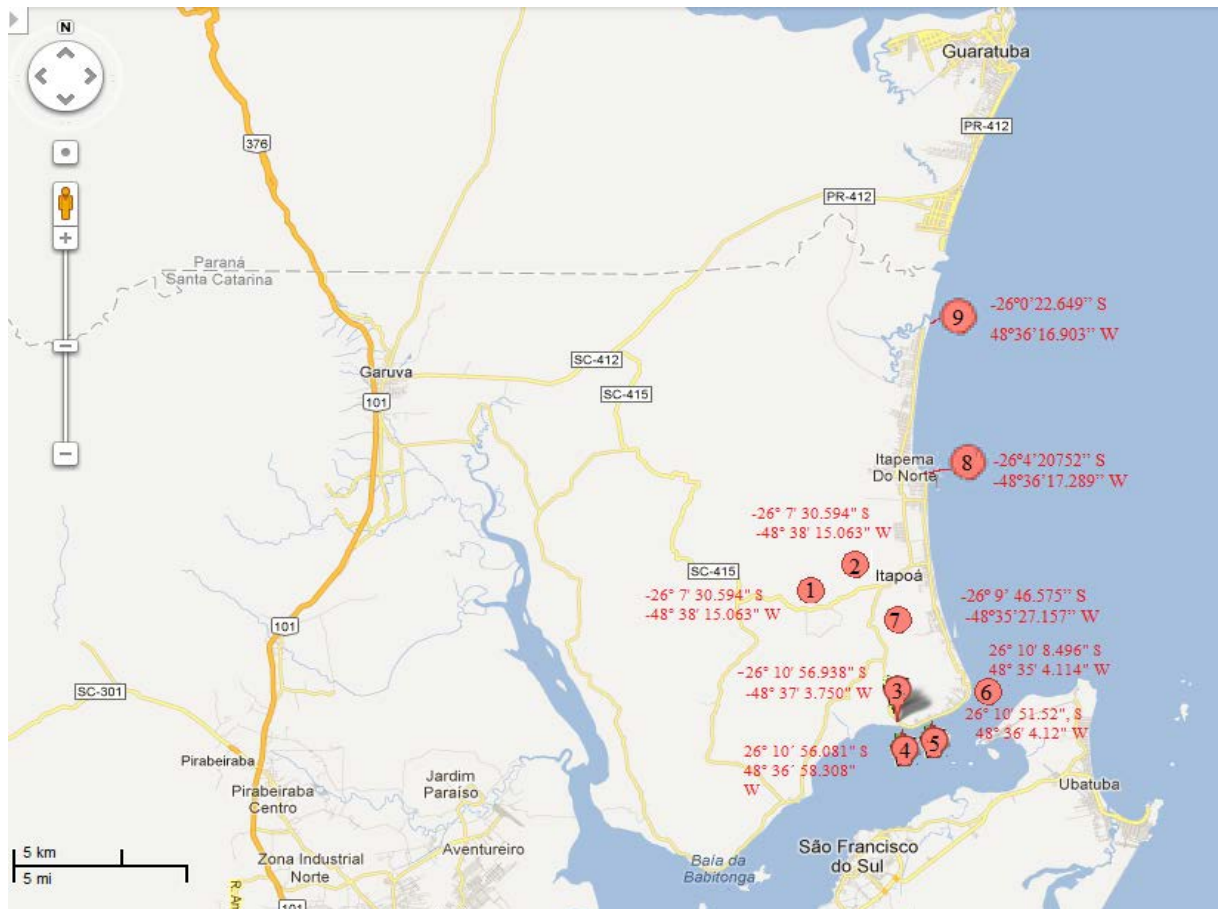 N
Guaratuba
PR-412
376
PR-412
Paraná
Santa Catarina
9
-26°0'22.649'' S
48°36'16.903'' W
SC-412
Garuva
SC-415
101
Itapema
Do Norte
8
-26°4'20752'' S
-48°36'17.289'' W
-26° 7' 30.594" S
-48° 38' 15.063" W
2
Itapoá
SC-415
1
-26° 7' 30.594" S
-48° 38' 15.063" W
-26° 9' 46.575'' S
-48°35'27.157'' W
7
101
26° 10' 8.496" S
48° 35' 4.114" W
-26° 10' 56.938" S
-48° 37' 3.750" W
3
6
SC-301
26° 10' 51.52", S
48° 36' 4.12" W
4
5
26° 10´ 56.081" S
48° 36´ 58.308"
W
Pirabeiraba
Pirabeiraba
Centro
Jardim
Paraíso
Ubatuba
5 km
5 mi
Zona Industrial
Norte
Aventureiro
Baia da
Babitonga
São Francisco
do Sul
R. An
101